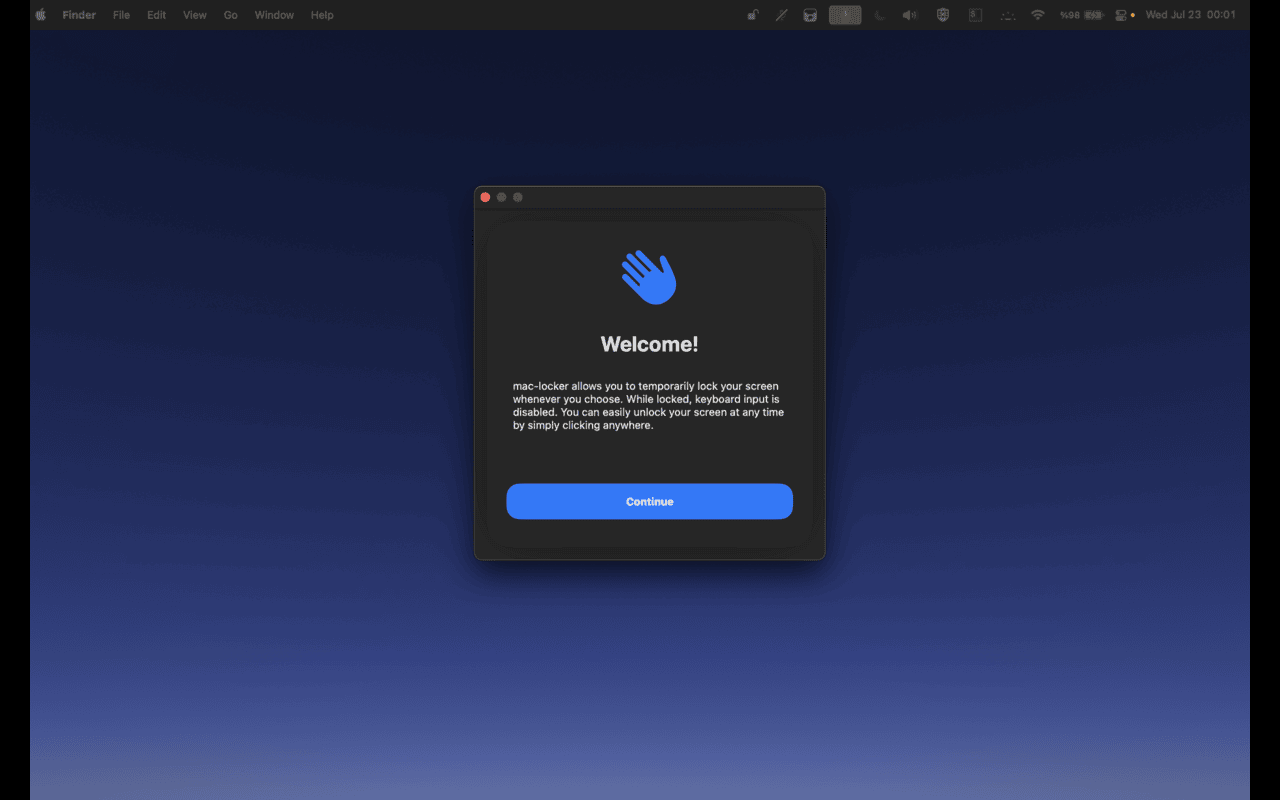 Finder File Edit View Go Window Help %98 Wed Jul 23 00:01
Welcome!
mac-locker allows you to temporarily lock your screen
whenever you choose. While locked, keyboard input is
disabled. You can easily unlock your screen at any time
by simply clicking anywhere.
Continue